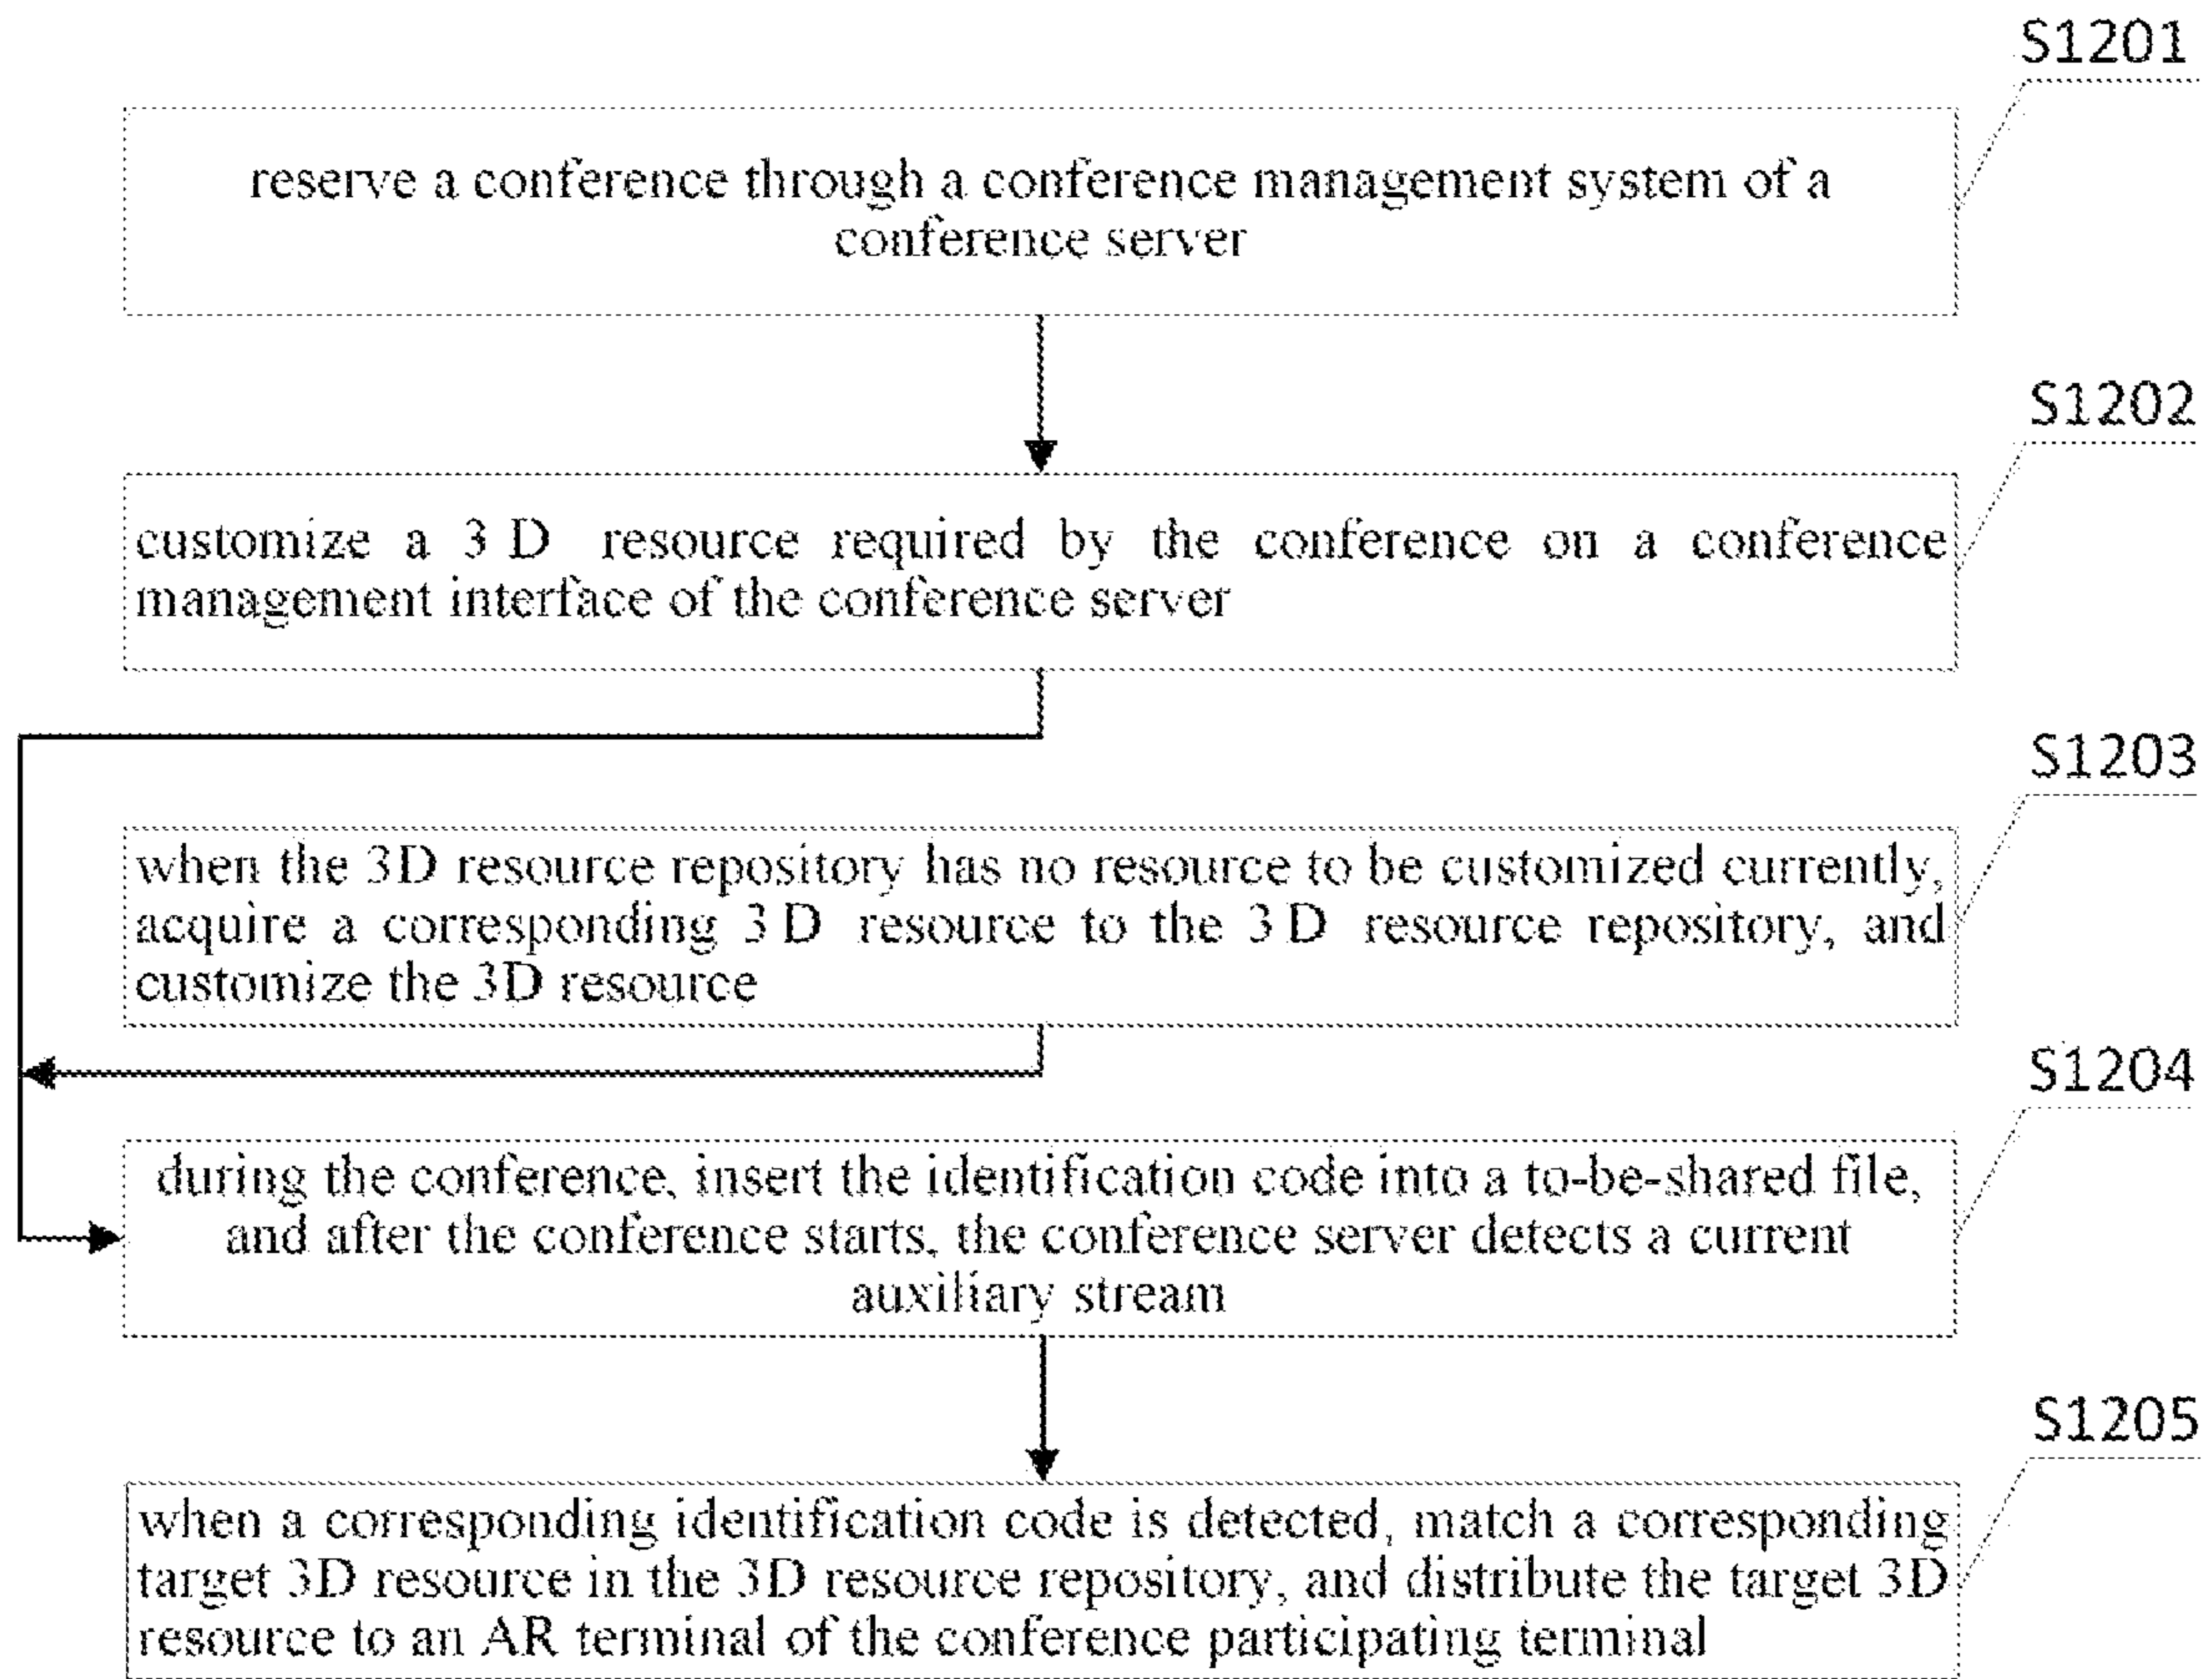 S1201
reserve a conference through a conference management system of a
conference server
S1202
customize a 3 D resource required by the conference on a conference
management interface of the conference server
S1203
when the 3D resource repository has no resource to be customized currently,
acquire a corresponding 3 D resource to the 3 D resource repository, and
customize the 3D resource
S1204
during the conference, insert the identification code into a to-be-shared file,
and after the conference starts, the conference server detects a current
auxiliary stream
S1205
when a corresponding identification code is detected, match a corresponding
target 3D resource in the 3D resource repository, and distribute the target 3D
resource to an AR terminal of the conference participating terminal